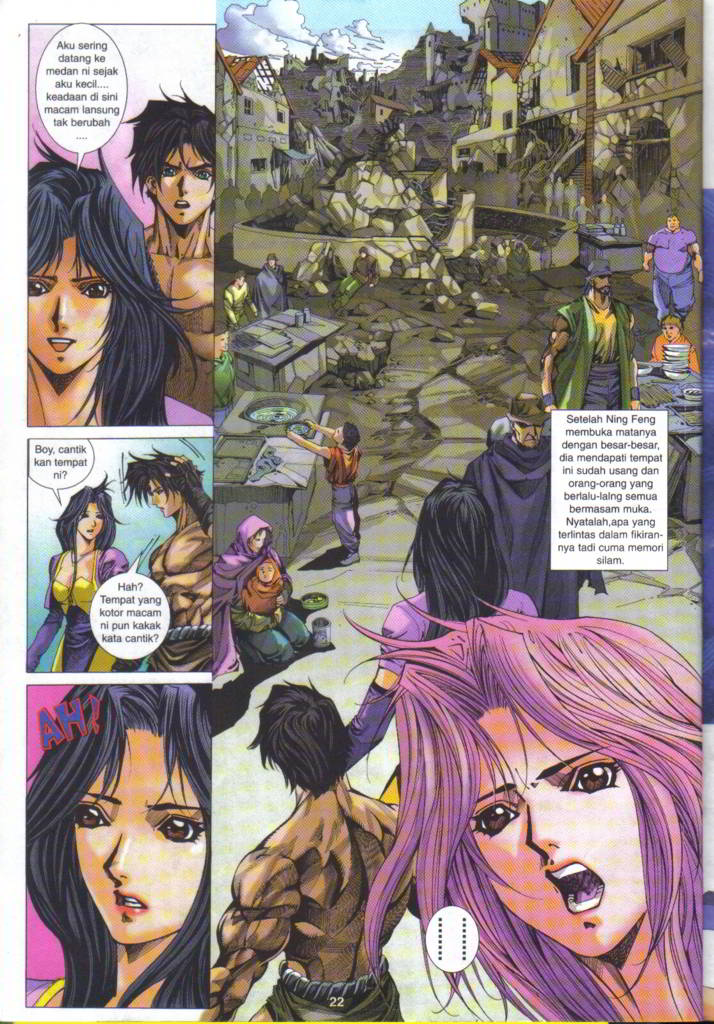 Aku sering
datang ke
medan ni sejak
aku kecil....
keadaan di sini
macam lansung
tak berubah
....
Boy, cantik
kan tempat
ni?
Hah?
Tempat yang
kotor macam
ni pun kakak
kata cantik?
AH?
Setelah Ning Feng
membuka matanya
dengan besar-besar,
dia mendapati tempat
ini sudah usang dan
orang-orang yang
berlalu-lalng semua
bermasam muka.
Nyatalah,apa yang
terlintas dalam fikiran-
nya tadi cuma memori
silam.
22